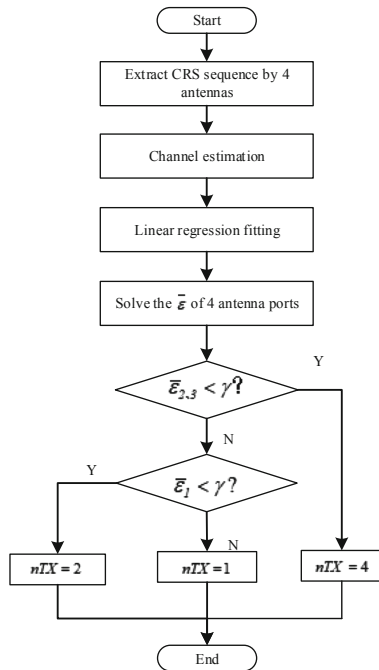 Start
Extract CRS sequence by 4
antennas
Channel estimation
Linear regression fitting
Solve the ε̅ of 4 antenna ports
Y
ε̅₂,₃ < γ?
N
Y
ε̅₁ < γ?
N
nTX = 2
nTX = 1
nTX = 4
End